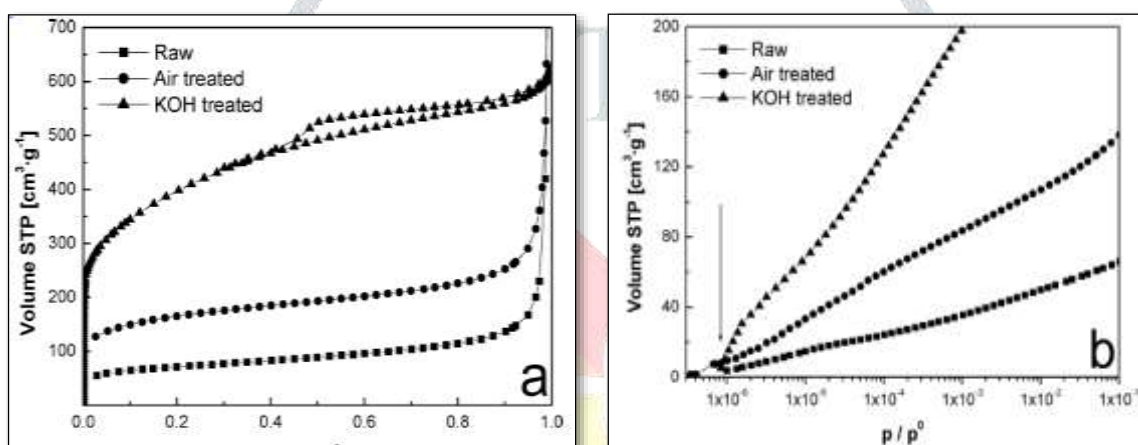 700
600
500
400
300
200
100
0.0
0.2
0.4
0.6
0.8
1.0
Volume STP [cm³·g⁻¹]
Raw
Air treated
KOH treated
a
200
160
120
80
40
0
1x10⁻⁶
1x10⁻⁵
1x10⁻⁴
1x10⁻³
1x10⁻²
1x10⁻¹
Volume STP [cm³·g⁻¹]
Raw
Air treated
KOH treated
b
p / p⁰